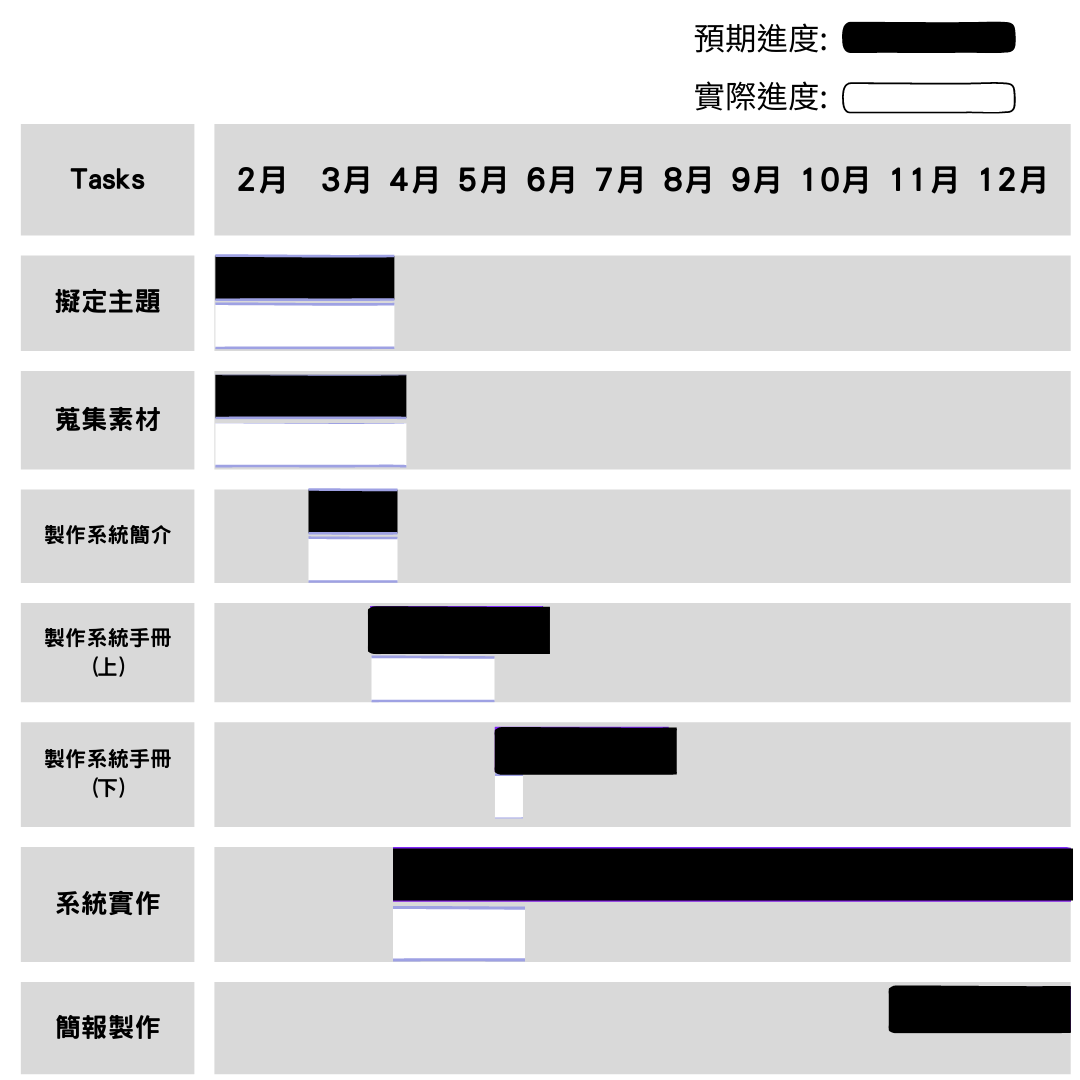 預期進度:
實際進度:
Tasks
2月 3月 4月 5月 6月 7月 8月 9月 10月 11月 12月
擬定主題
蒐集素材
製作系統簡介
製作系統手冊
(上)
製作系統手冊
(下)
系統實作
簡報製作